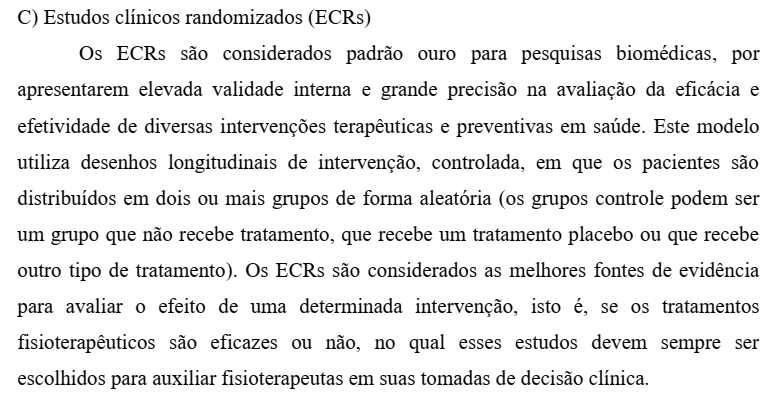 C) Estudos clínicos randomizados (ECRs)
Os ECRs são considerados padrão ouro para pesquisas biomédicas, por
apresentarem elevada validade interna e grande precisão na avaliação da eficácia e
efetividade de diversas intervenções terapêuticas e preventivas em saúde. Este modelo
utiliza desenhos longitudinais de intervenção, controlada, em que os pacientes são
distribuídos em dois ou mais grupos de forma aleatória (os grupos controle podem ser
um grupo que não recebe tratamento, que recebe um tratamento placebo ou que recebe
outro tipo de tratamento). Os ECRs são considerados as melhores fontes de evidência
para avaliar o efeito de uma determinada intervenção, isto é, se os tratamentos
fisioterapêuticos são eficazes ou não, no qual esses estudos devem sempre ser
escolhidos para auxiliar fisioterapeutas em suas tomadas de decisão clínica.